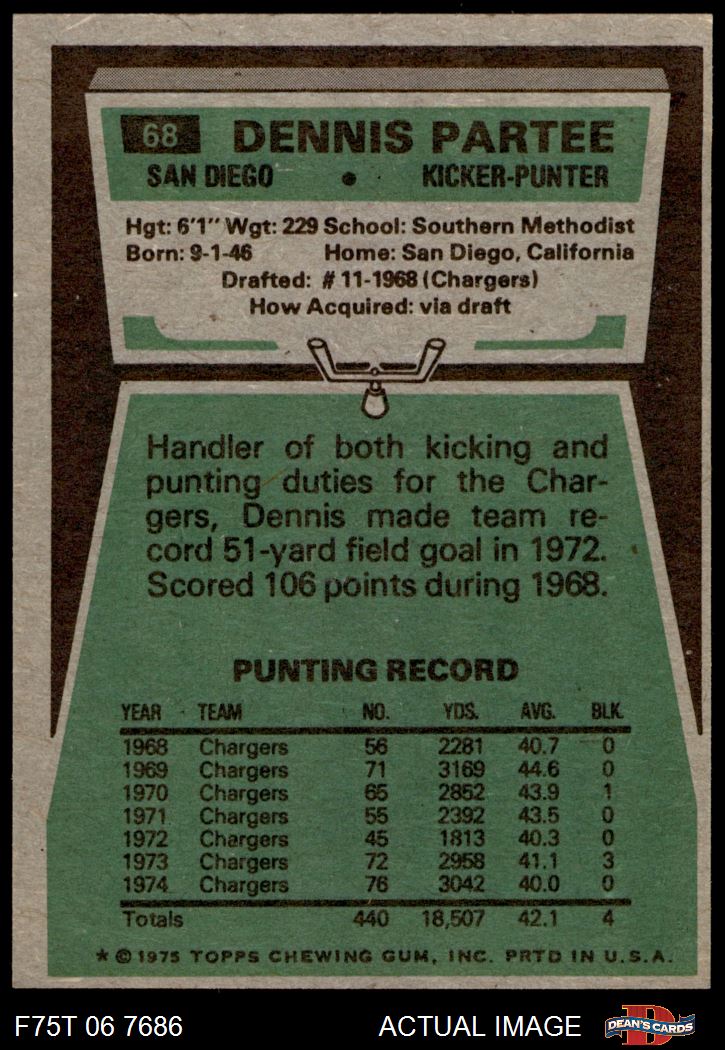 68 DENNIS PARTEE
SAN DIEGO • KICKER-PUNTER
Hgt: 6'1" Wgt: 229 School: Southern Methodist
Born: 9-1-46 Home: San Diego, California
Drafted: #11-1968 (Chargers)
How Acquired: via draft
Handler of both kicking and
punting duties for the Char-
gers, Dennis made team re-
cord 51-yard field goal in 1972.
Scored 106 points during 1968.
PUNTING RECORD
YEAR TEAM NO. YDS. AVG. BLK.
1968 Chargers 56 2281 40.7 0
1969 Chargers 71 3169 44.6 0
1970 Chargers 65 2852 43.9 1
1971 Chargers 55 2392 43.5 0
1972 Chargers 45 1813 40.3 0
1973 Chargers 72 2958 41.1 3
1974 Chargers 76 3042 40.0 0
Totals 440 18,507 42.1 4
* © 1975 TOPPS CHEWING GUM, INC. PRTD IN U.S.A.
F75T 06 7686 ACTUAL IMAGE
D
DEAN'S CARDS